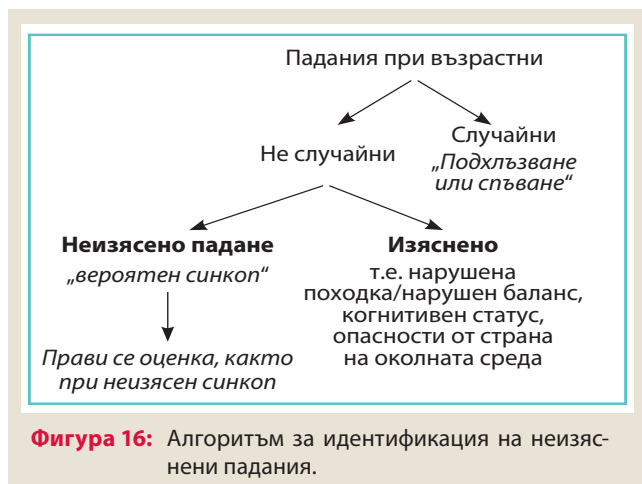 Падания при възрастни
Не случайни
Случайни
„Подхлъзване
или спъване“
Неизясено падане
„вероятен синкоп“
Изяснено
т.е. нарушена
походка/нарушен баланс,
когнитивен статус,
опасности от страна
на околната среда
Прави се оценка, както
при неизясен синкоп
Фигура 16: Алгоритъм за идентификация на неизяс-
нени падания.